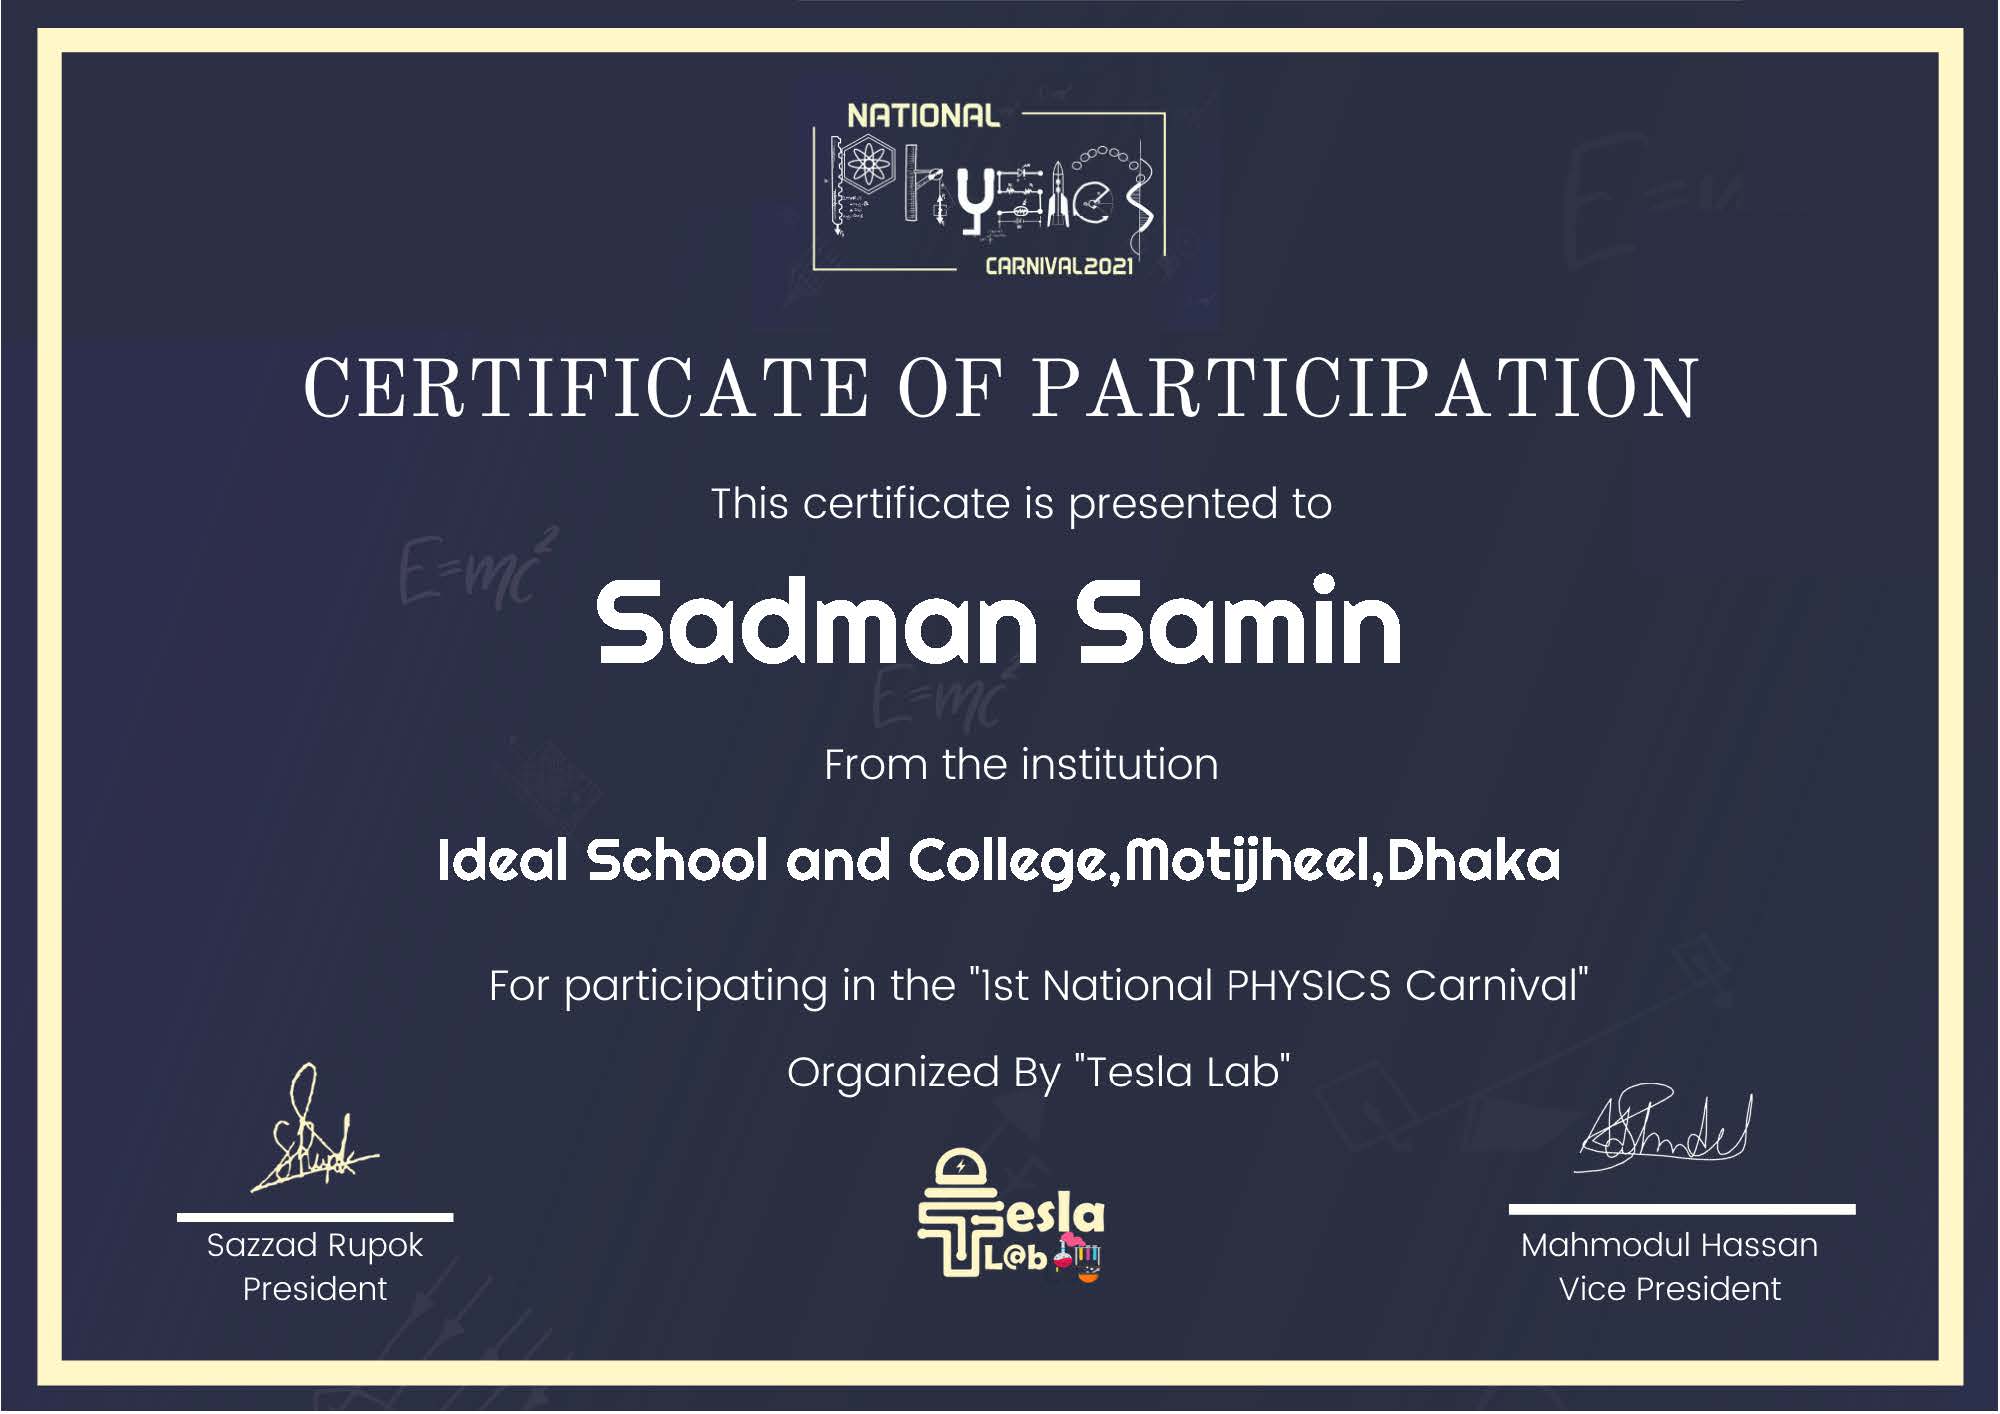 NATIONAL
Physics
CARNIVAL2021
CERTIFICATE OF PARTICIPATION
This certificate is presented to
E=mc²
Sadman Samin
E=mc²
From the institution
Ideal School and College,Motijheel,Dhaka
For participating in the "1st National PHYSICS Carnival"
Organized By "Tesla Lab"
Tesla
L@b
Sazzad Rupok
President
Mahmodul Hassan
Vice President